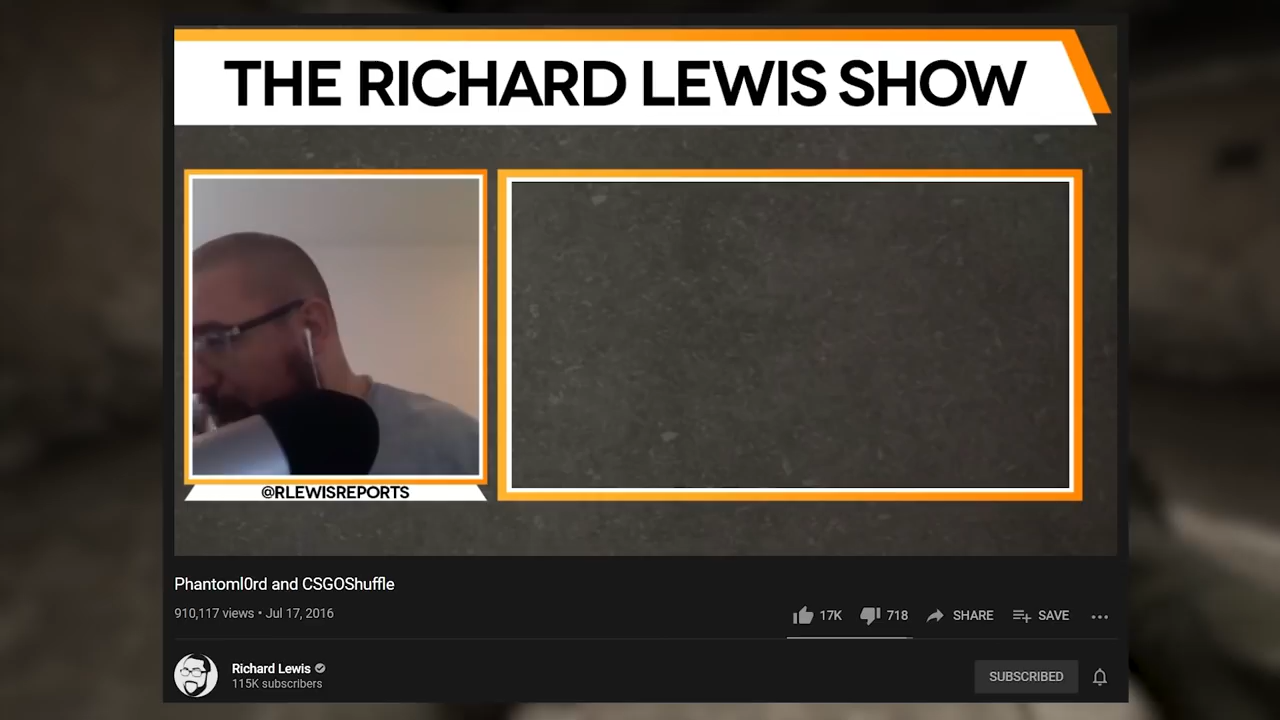 THE RICHARD LEWIS SHOW
@RLEWISREPORTS
Phantoml0rd and CSGOShuffle
910,117 views • Jul 17, 2016
17K 718 SHARE SAVE
Richard Lewis
115K subscribers
SUBSCRIBED